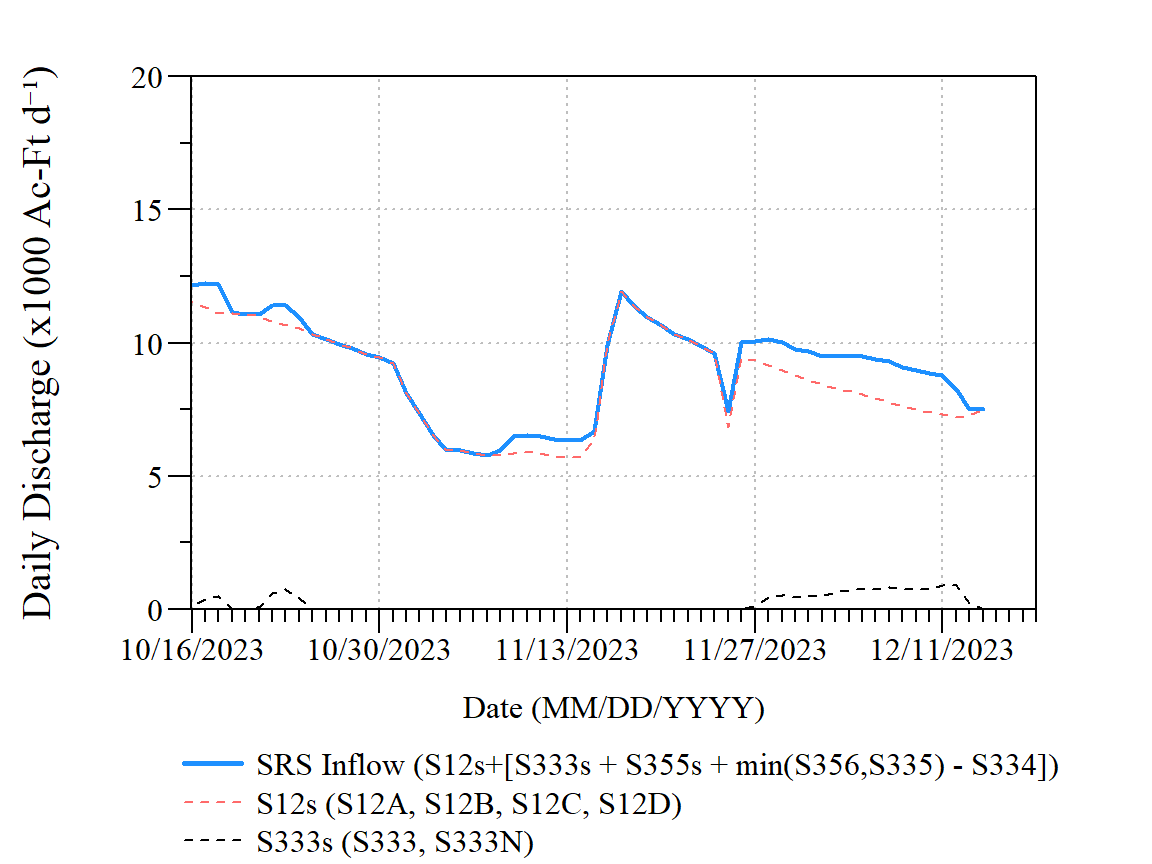 Daily Discharge (x1000 Ac-Ft d⁻¹)
20
15
10
5
0
10/16/2023 10/30/2023 11/13/2023 11/27/2023 12/11/2023
Date (MM/DD/YYYY)
SRS Inflow (S12s+[S333s + S355s + min(S356,S335) - S334])
S12s (S12A, S12B, S12C, S12D)
S333s (S333, S333N)